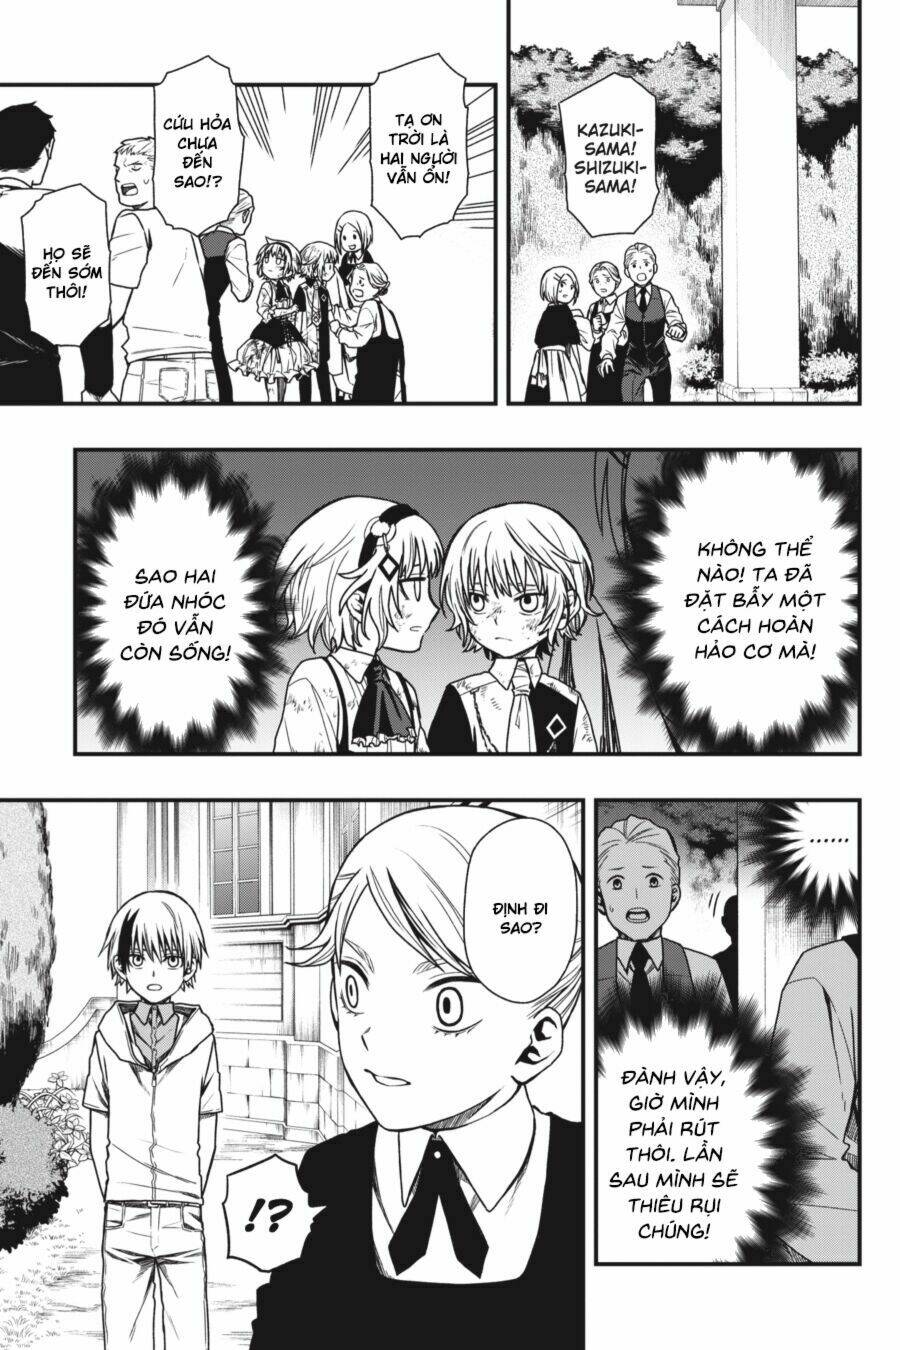 KAZUKI-
SAMA!
SHIZUKI-
SAMA!
TẠ ƠN
TRỜI LÀ
HAI NGƯỜI
VẪN ỔN!
CỨU HỎA
CHƯA
ĐẾN
SAO!?
HỌ SẼ
ĐẾN SỚM
THÔI!
KHÔNG THỂ
NÀO! TA ĐÃ
ĐẶT BẪY MỘT
CÁCH HOÀN
HẢO CƠ MÀ!
SAO HAI
ĐỨA NHÓC
ĐÓ VẪN
CÒN SỐNG!
......
ĐÀNH VẬY,
GIỜ MÌNH
PHẢI RÚT
THÔI. LẦN
SAU MÌNH SẼ
THIÊU RỤI
CHÚNG!
ĐỊNH ĐI
SAO?
!?